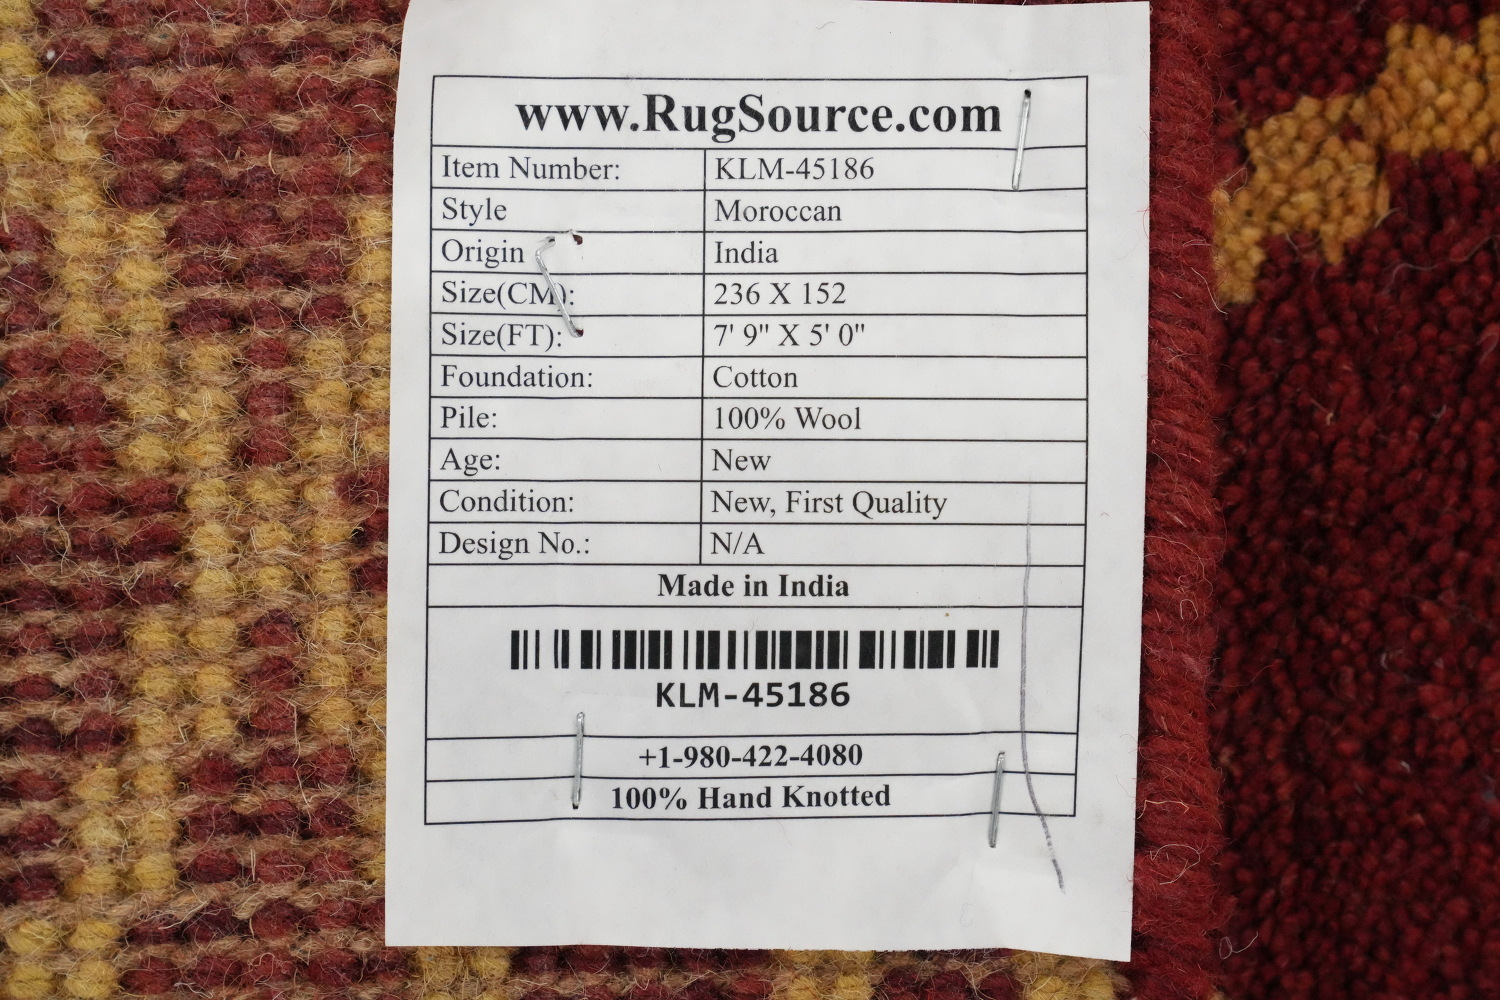 www.RugSource.com
Item Number: KLM-45186
Style Moroccan
Origin India
Size(CM): 236 X 152
Size(FT): 7' 9" X 5' 0"
Foundation: Cotton
Pile: 100% Wool
Age: New
Condition: New, First Quality
Design No.: N/A
Made in India
KLM-45186
+1-980-422-4080
100% Hand Knotted